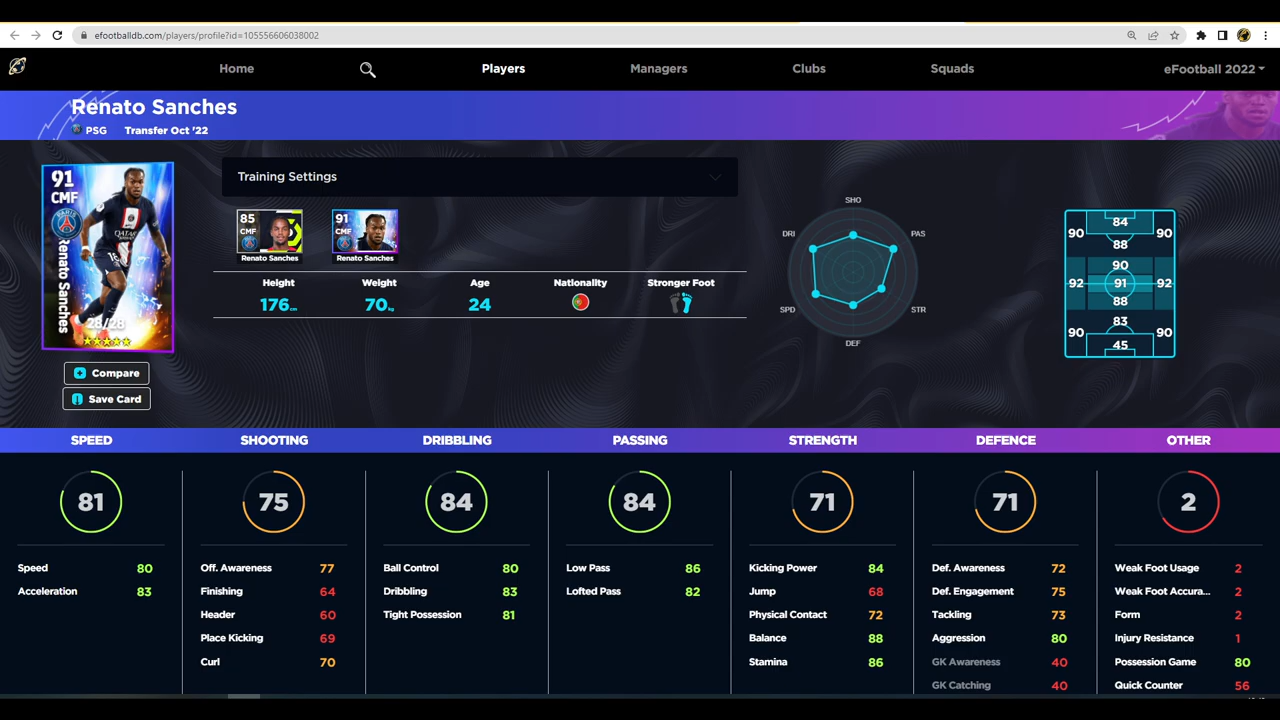 efootballdb.com/players/profile?id=105556606038002
Home Players Managers Clubs Squads eFootball 2022
Renato Sanches
PSG Transfer Oct '22
91
CMF
Renato Sanches
28/28
Compare
Save Card
Training Settings
85
CMF
Renato Sanches
91
CMF
Renato Sanches
Height Weight Age Nationality Stronger Foot
176cm 70kg 24
SHO
PAS
STR
DEF
SPD
DRI
84
90 88 90
90
92 91 92
88
83
90 90
45
SPEED SHOOTING DRIBBLING PASSING STRENGTH DEFENCE OTHER
81 75 84 84 71 71 2
Speed 80
Acceleration 83
Off. Awareness 77
Finishing 64
Header 60
Place Kicking 69
Curl 70
Ball Control 80
Dribbling 83
Tight Possession 81
Low Pass 86
Lofted Pass 82
Kicking Power 84
Jump 68
Physical Contact 72
Balance 88
Stamina 86
Def. Awareness 72
Def. Engagement 75
Tackling 73
Aggression 80
GK Awareness 40
GK Catching 40
Weak Foot Usage 2
Weak Foot Accura... 2
Form 2
Injury Resistance 1
Possession Game 80
Quick Counter 56